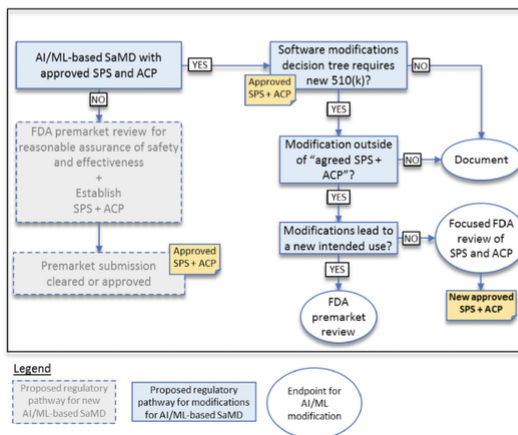 AI/ML-based SaMD with
approved SPS and ACP
YES
Software modifications
decision tree requires
new 510(k)?
NO
Approved
SPS + ACP
NO
YES
FDA premarket review for
reasonable assurance of safety
and effectiveness
+
Establish
SPS + ACP
Modification outside
of “agreed SPS +
ACP”?
NO
Document
YES
Approved
SPS + ACP
Premarket submission
cleared or approved
Modifications lead to
a new intended use?
NO
Focused FDA
review of
SPS and ACP
YES
FDA
premarket
review
New approved
SPS + ACP
Legend
Proposed regulatory
pathway for new
AI/ML-based SaMD
Proposed regulatory
pathway for modifications
for AI/ML-based SaMD
Endpoint for
AI/ML
modification